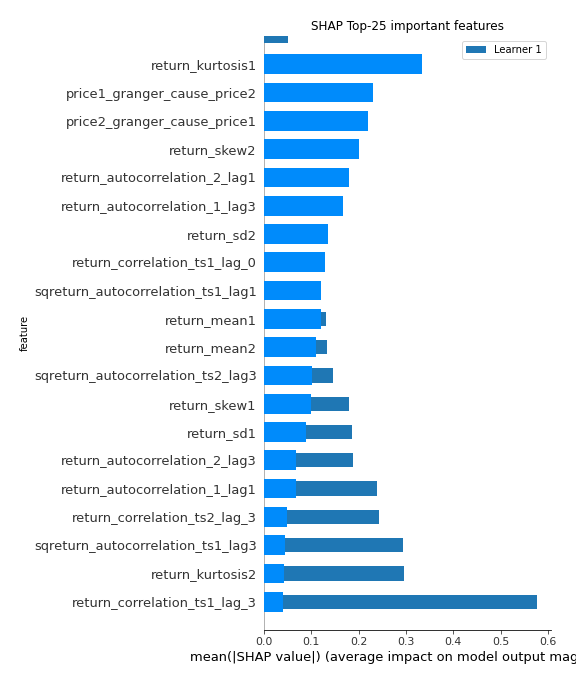 SHAP Top-25 important features
Learner 1
return_kurtosis1
price1_granger_cause_price2
price2_granger_cause_price1
return_skew2
return_autocorrelation_2_lag1
return_autocorrelation_1_lag3
return_sd2
return_correlation_ts1_lag_0
sqreturn_autocorrelation_ts1_lag1
return_mean1
return_mean2
sqreturn_autocorrelation_ts2_lag3
return_skew1
return_sd1
return_autocorrelation_2_lag3
return_autocorrelation_1_lag1
return_correlation_ts2_lag_3
sqreturn_autocorrelation_ts1_lag3
return_kurtosis2
return_correlation_ts1_lag_3
feature
0.0 0.1 0.2 0.3 0.4 0.5 0.6
mean(|SHAP value|) (average impact on model output mag